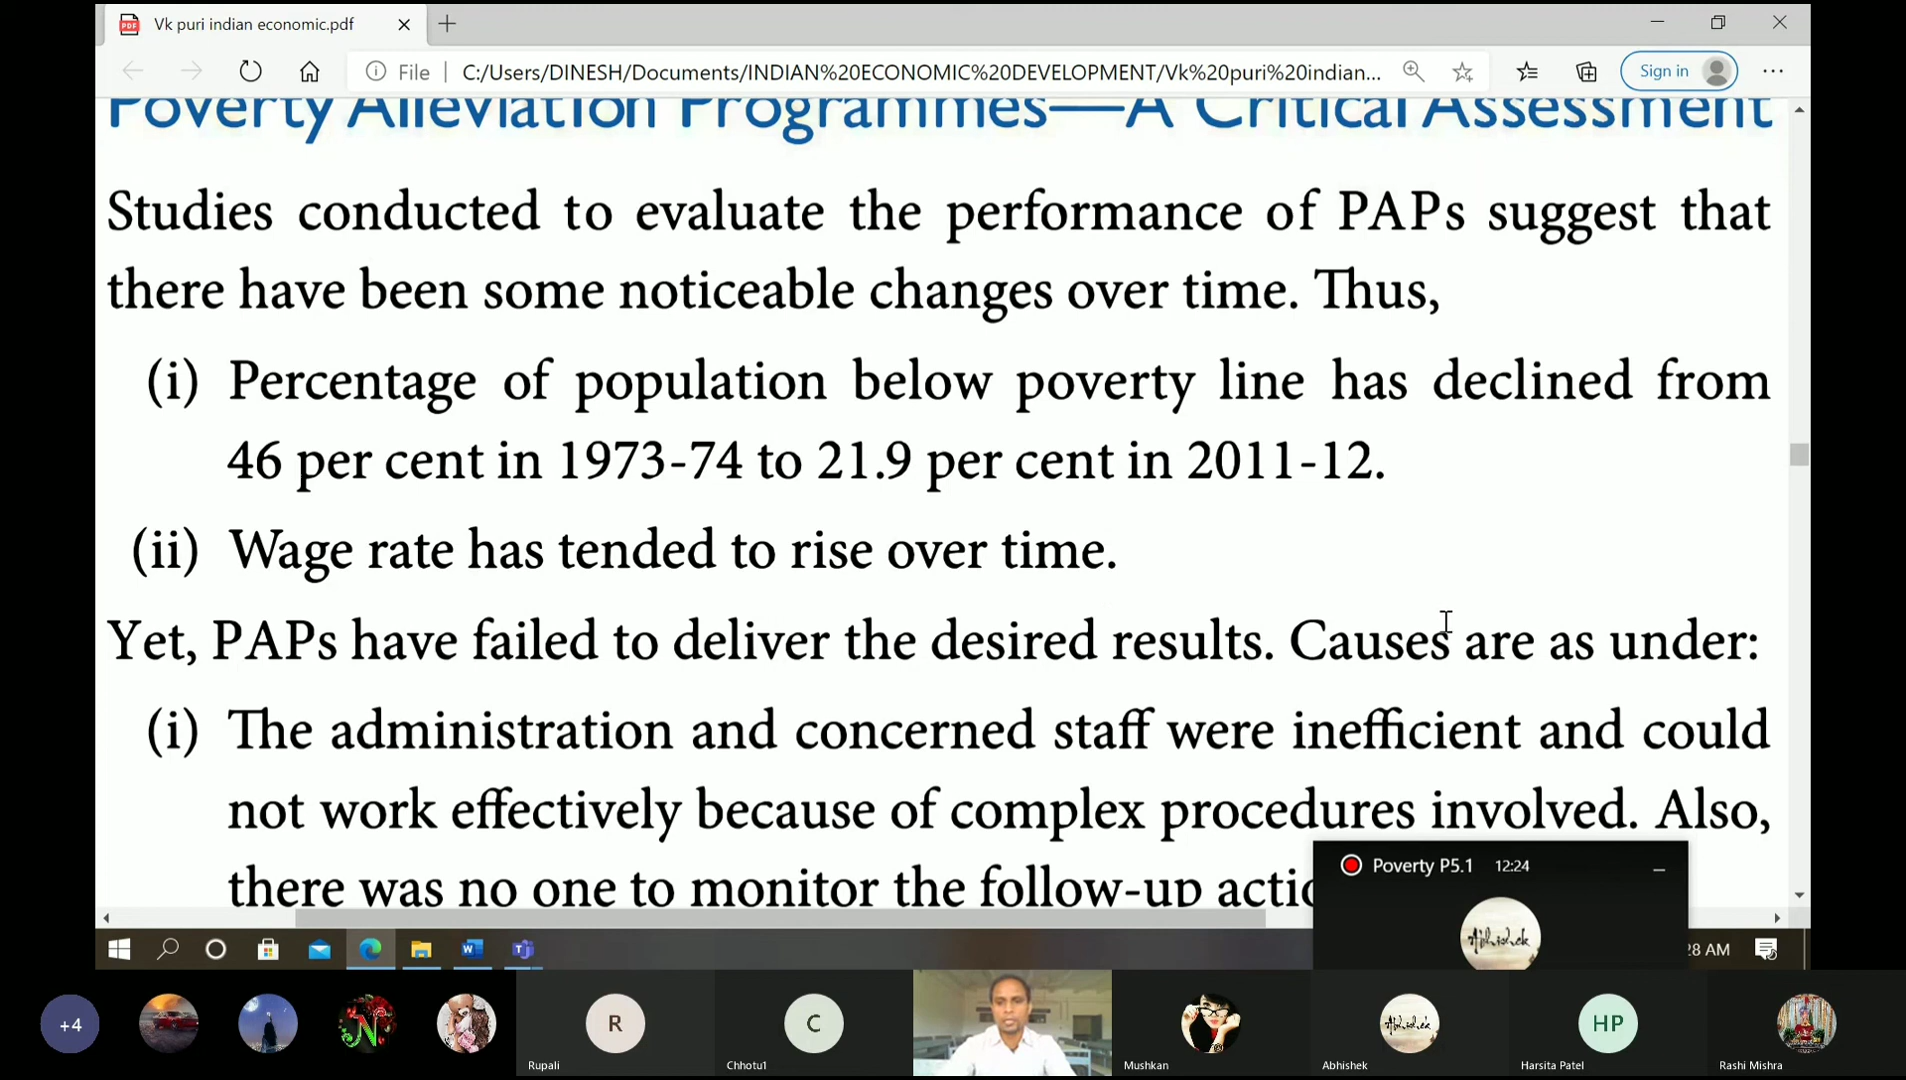 Vk puri indian economic.pdf
File
C:/Users/DINESH/Documents/INDIAN%20ECONOMIC%20DEVELOPMENT/Vk%20puri%20indian...
Sign in
Poverty Alleviation Programmes—A Critical Assessment
Studies conducted to evaluate the performance of PAPs suggest that
there have been some noticeable changes over time. Thus,
(i) Percentage of population below poverty line has declined from
46 per cent in 1973-74 to 21.9 per cent in 2011-12.
(ii) Wage rate has tended to rise over time.
Yet, PAPs have failed to deliver the desired results. Causes are as under:
(i) The administration and concerned staff were inefficient and could
not work effectively because of complex procedures involved. Also,
there was no one to monitor the follow-up actio
Poverty P5.1 12:24
Abhishek
28 AM
+4
N
R
C
Abhishek
HP
Rupali
Chhotu1
Mushkan
Abhishek
Harsita Patel
Rashi Mishra